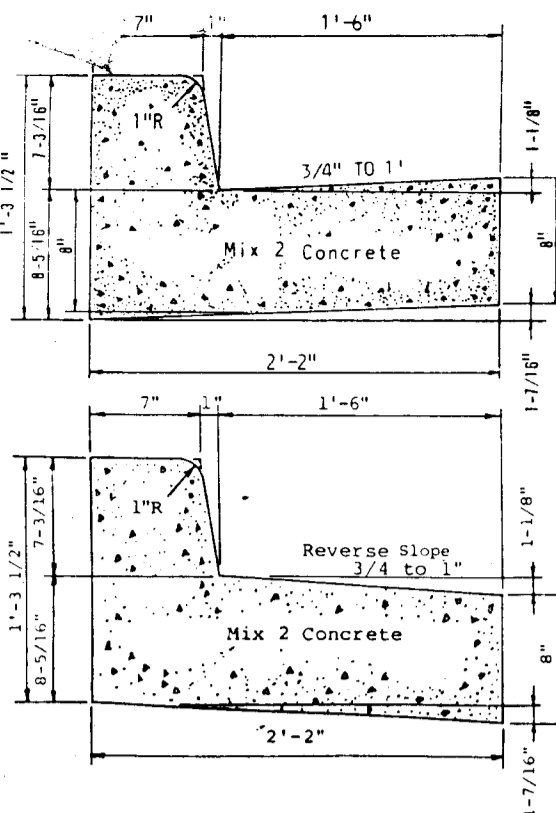 7" 1" 1'-6"
1'-3 1/2"
7-3/16"
8-5/16"
8"
1"R
3/4" TO 1'
Mix 2 Concrete
1-1/8"
8"
1-7/16"
2'-2"
7" 1" 1'-6"
1'-3 1/2"
7-3/16"
8-5/16"
1"R
Reverse Slope
3/4 to 1"
Mix 2 Concrete
1-1/8"
8"
1-7/16"
2'-2"